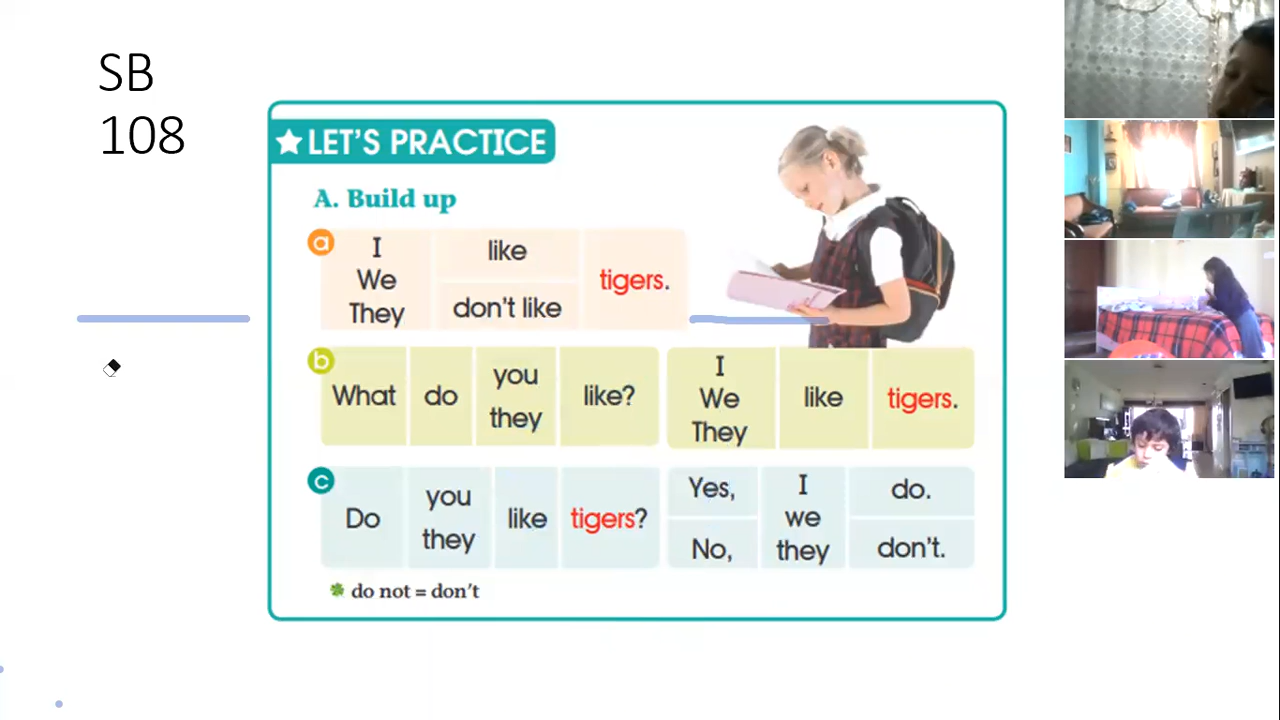 SB
108
★ LET'S PRACTICE
A. Build up
a
I
We
They
like
don't like
tigers.
b
What
do
you
they
like?
I
We
They
like
tigers.
c
Do
you
they
like
tigers?
Yes,
No,
I
we
they
do.
don't.
do not = don't